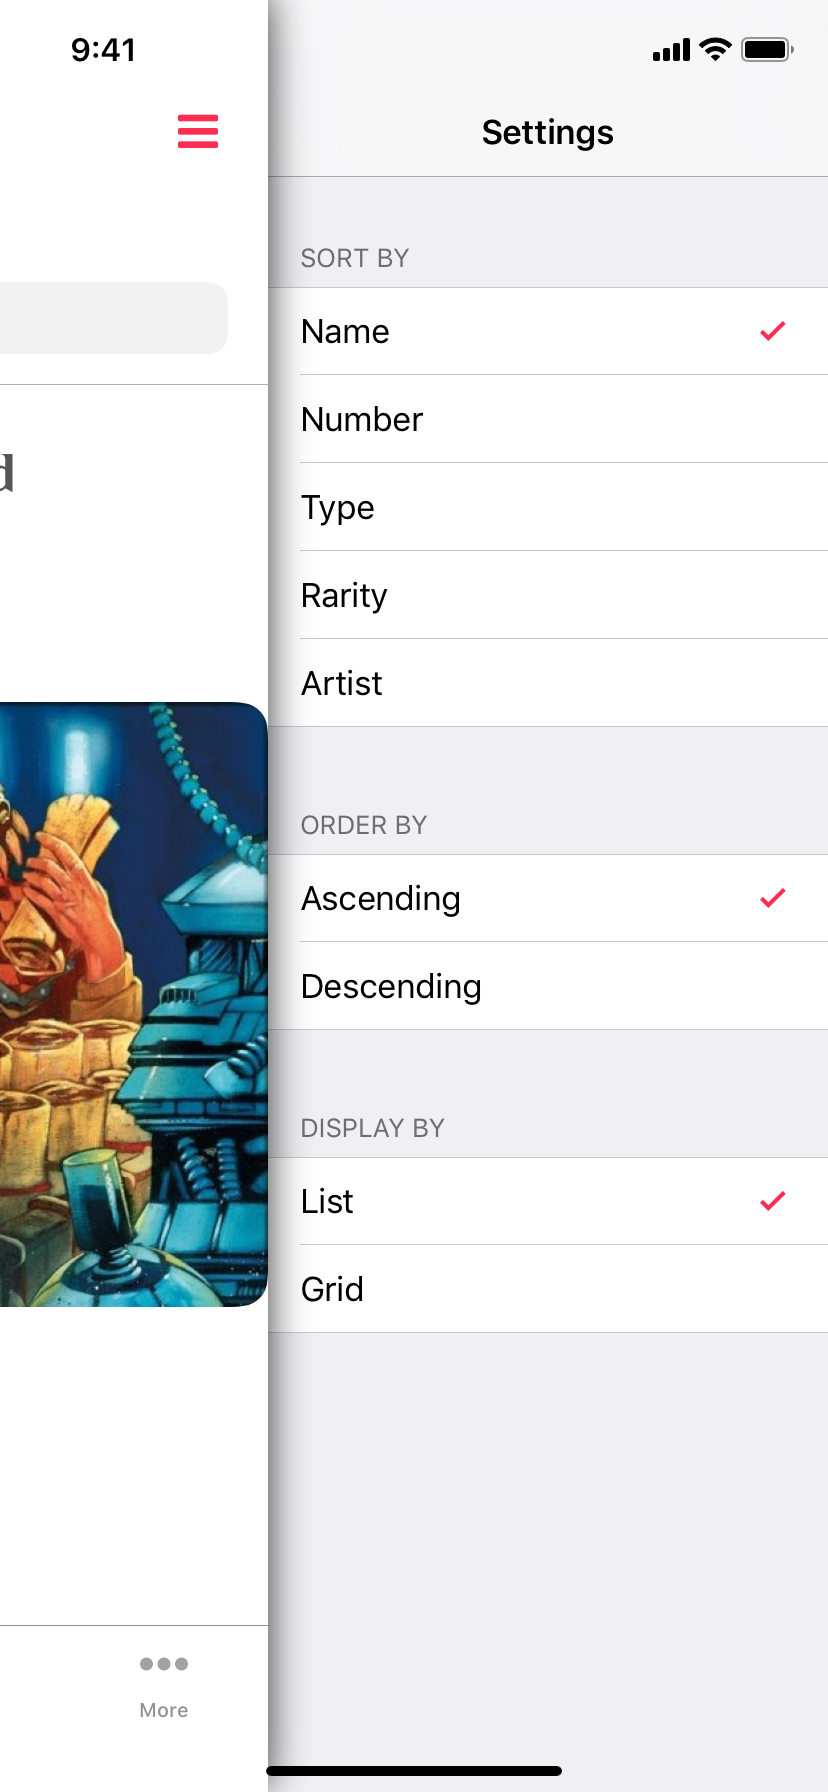 9:41
Settings
SORT BY
Name
Number
Type
Rarity
Artist
ORDER BY
Ascending
Descending
DISPLAY BY
List
Grid
d
More